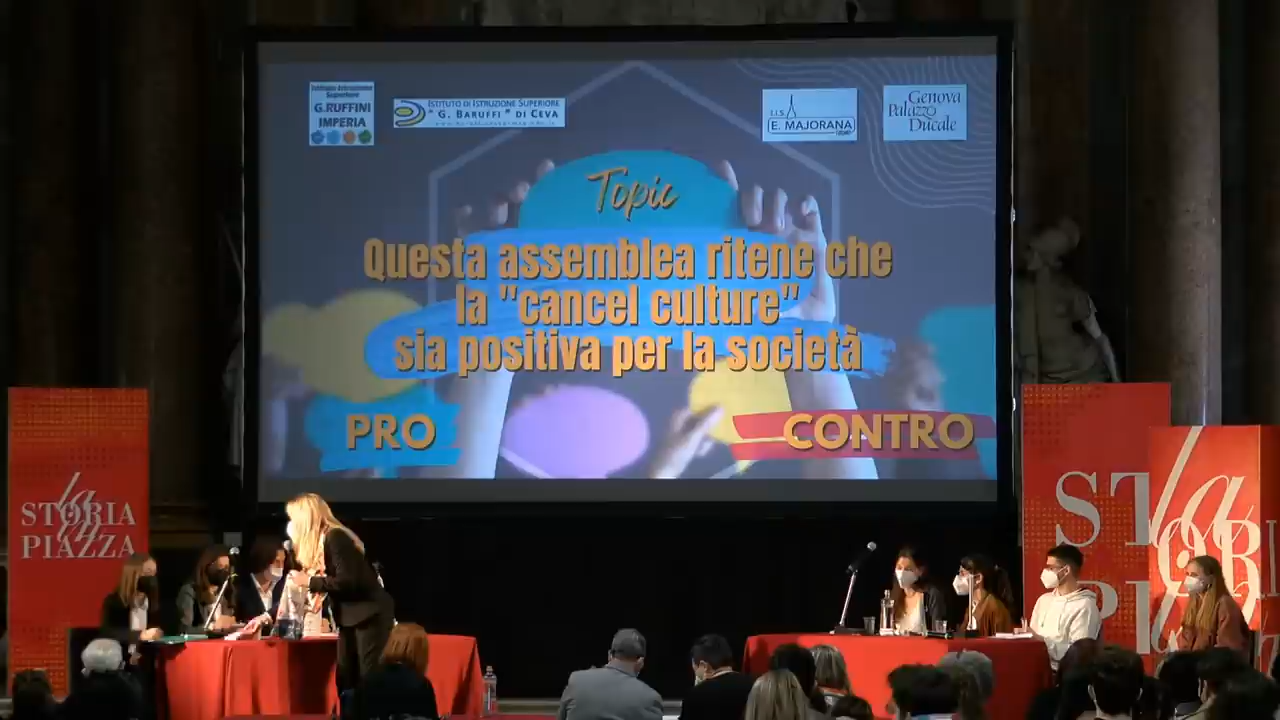 Istituto Istruzione
Superiore
G.RUFFINI
IMPERIA
ISTITUTO DI ISTRUZIONE SUPERIORE
" G. BARUFFI " DI CEVA
I.I.S
E. MAJORANA
Genova
Palazzo
Ducale
Topic
Questa assemblea ritene che
la "cancel culture"
sia positiva per la società
PRO
CONTRO
la
STORIA
in
PIAZZA
la